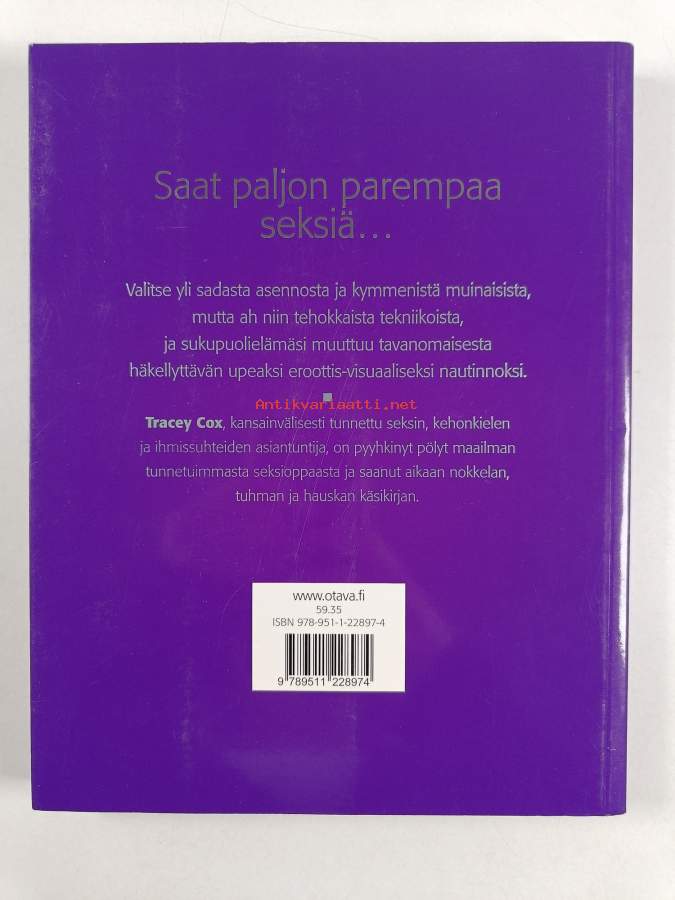 Saat paljon parempaa
seksiä...
Valitse yli sadasta asennosta ja kymmenistä muinaisista,
mutta ah niin tehokkaista tekniikoista,
ja sukupuolielämäsi muuttuu tavanomaisesta
häkellyttävän upeaksi eroottis-visuaaliseksi nautinnoksi.
Antikvariaatti.net
Tracey Cox, kansainvälisesti tunnettu seksin, kehonkielen
ja ihmissuhteiden asiantuntija, on pyyhkinyt pölyt maailman
tunnetuimmasta seksioppaasta ja saanut aikaan nokkelan,
tuhman ja hauskan käsikirjan.
www.otava.fi
59.35
ISBN 978-951-1-22897-4
9 789511 228974